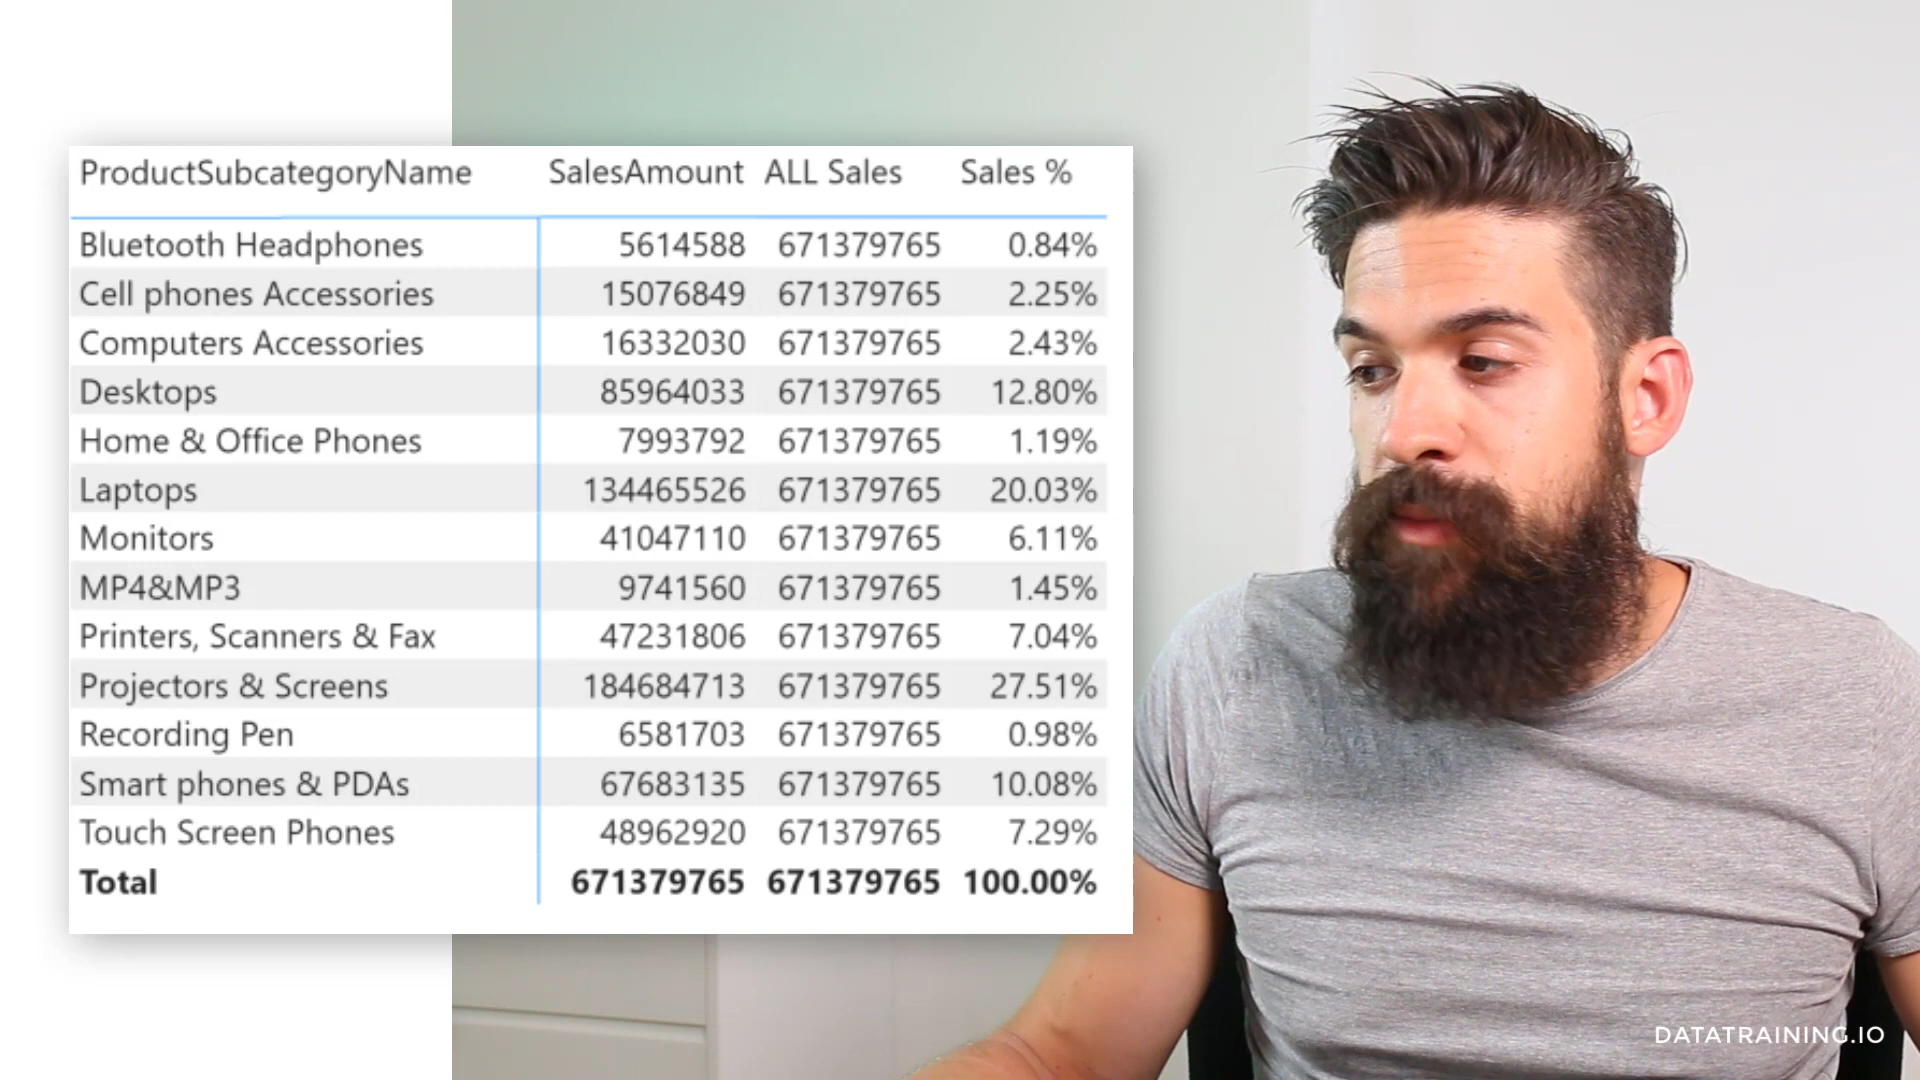 ProductSubcategoryName SalesAmount ALL Sales Sales %
Bluetooth Headphones 5614588 671379765 0.84%
Cell phones Accessories 15076849 671379765 2.25%
Computers Accessories 16332030 671379765 2.43%
Desktops 85964033 671379765 12.80%
Home & Office Phones 7993792 671379765 1.19%
Laptops 134465526 671379765 20.03%
Monitors 41047110 671379765 6.11%
MP4&MP3 9741560 671379765 1.45%
Printers, Scanners & Fax 47231806 671379765 7.04%
Projectors & Screens 184684713 671379765 27.51%
Recording Pen 6581703 671379765 0.98%
Smart phones & PDAs 67683135 671379765 10.08%
Touch Screen Phones 48962920 671379765 7.29%
Total 671379765 671379765 100.00%
DATATRAINING.IO